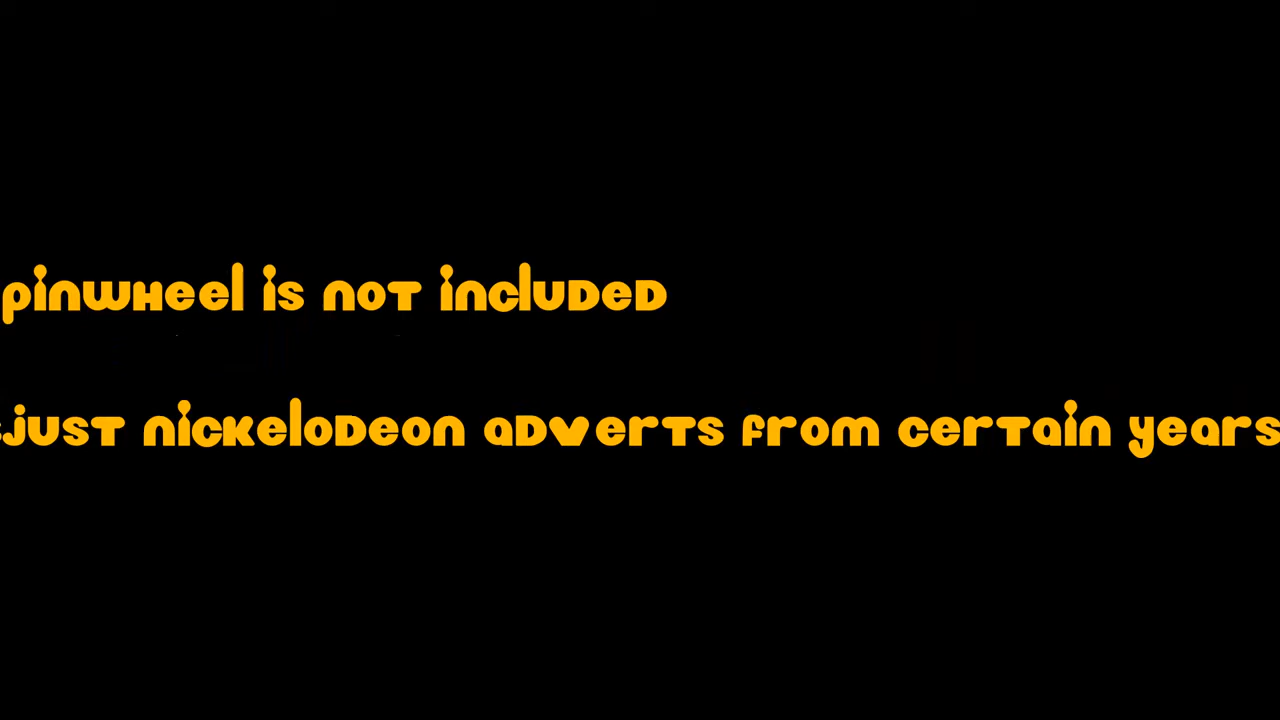 pinwheel is not included
just nickelodeon adverts from certain years